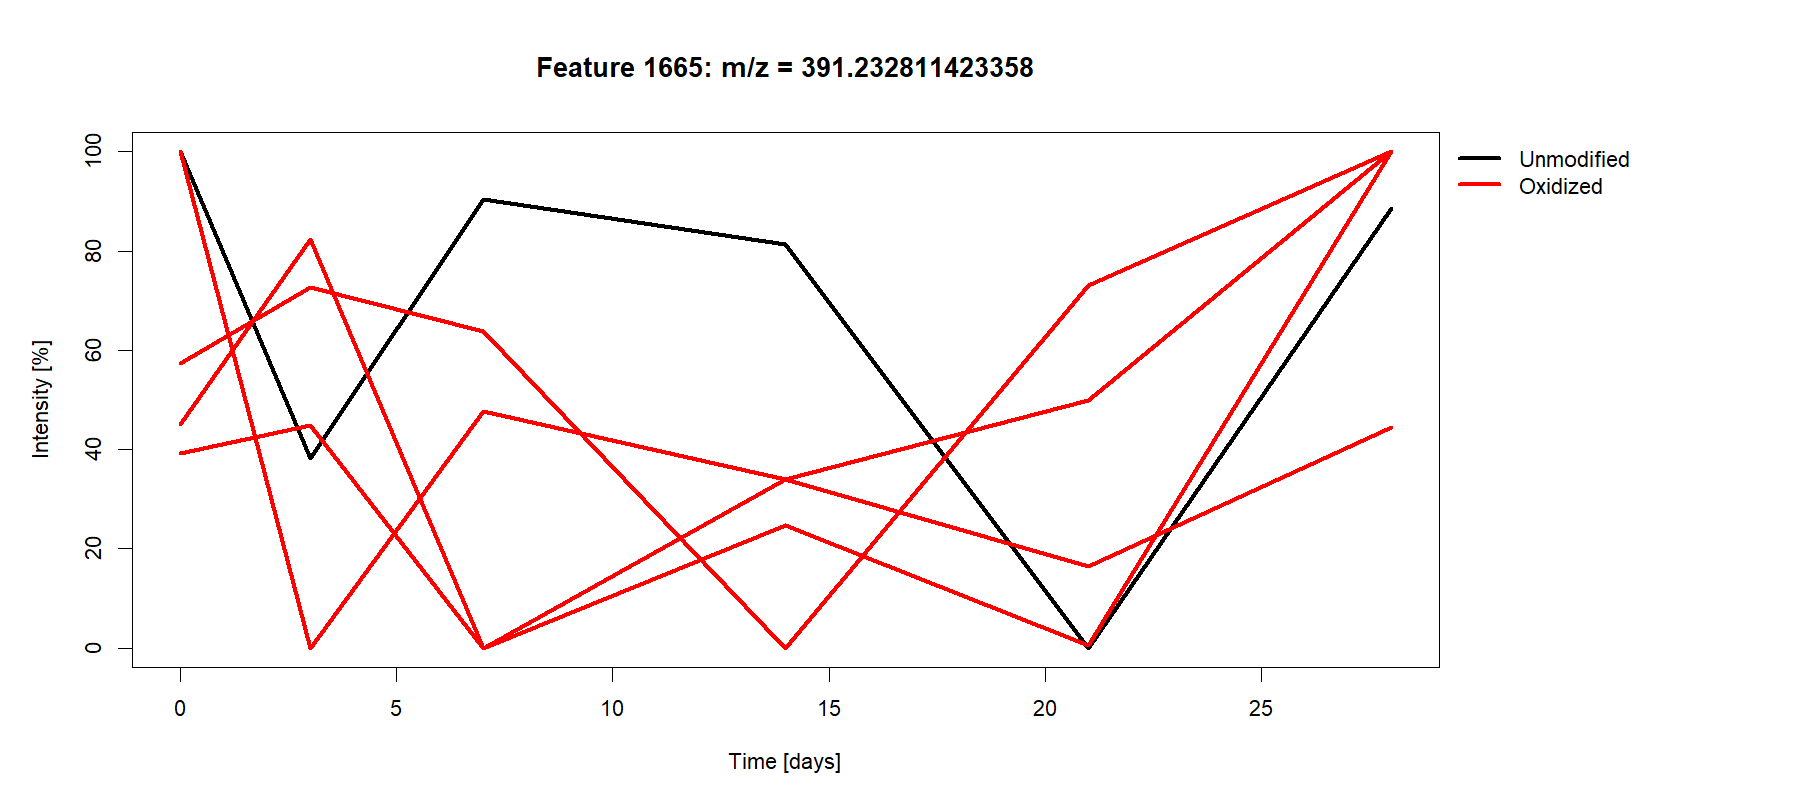 Feature 1665: m/z = 391.232811423358
Unmodified
Oxidized
Intensity [%]
100
80
60
40
20
0
0 5 10 15 20 25
Time [days]